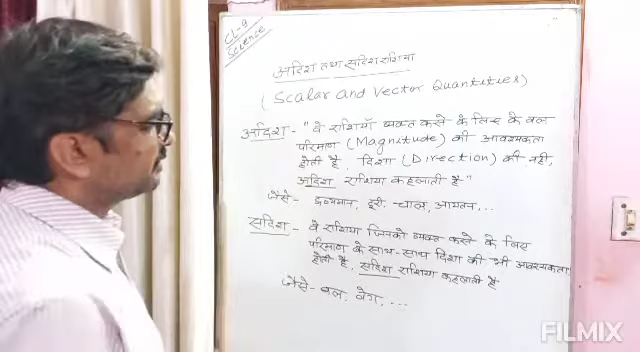 CL-9
Science
अदिश तथा सदिश राशियां
(Scalar and Vector Quantities)
अदिश - "वे राशियाँ व्यक्त करने के लिए केवल
परिमाण (Magnitude) की आवश्यकता
होती है, दिशा (Direction) की नहीं,
अदिश राशियां कहलाती है"
जैसे - द्रव्यमान, दूरी, चाल, आयतन, ...
सदिश - वे राशियां जिनको व्यक्त करने के लिए
परिमाण के साथ-साथ दिशा की भी आवश्यकता
होती है, सदिश राशियां कहलाती है
जैसे - बल, वेग, ...
FILMIX